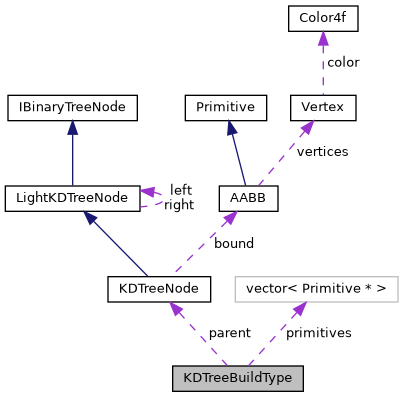 Color4f
color
IBinaryTreeNode
Primitive
Vertex
vertices
LightKDTreeNode
left
right
AABB
bound
KDTreeNode
vector< Primitive * >
parent
primitives
KDTreeBuildType